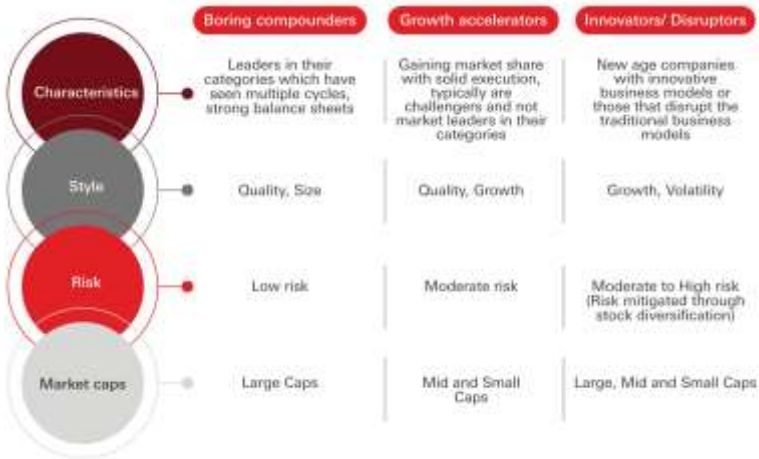 Boring compounders
Growth accelerators
Innovators/ Disruptors
Characteristics
Leaders in their
categories which have
seen multiple cycles,
strong balance sheets
Gaining market share
with solid execution,
typically are
challengers and not
market leaders in their
categories
New age companies
with innovative
business models or
those that disrupt the
traditional business
models
Style
Quality, Size
Quality, Growth
Growth, Volatility
Risk
Low risk
Moderate risk
Moderate to High risk
(Risk mitigated through
stock diversification)
Market caps
Large Caps
Mid and Small
Caps
Large, Mid and Small Caps